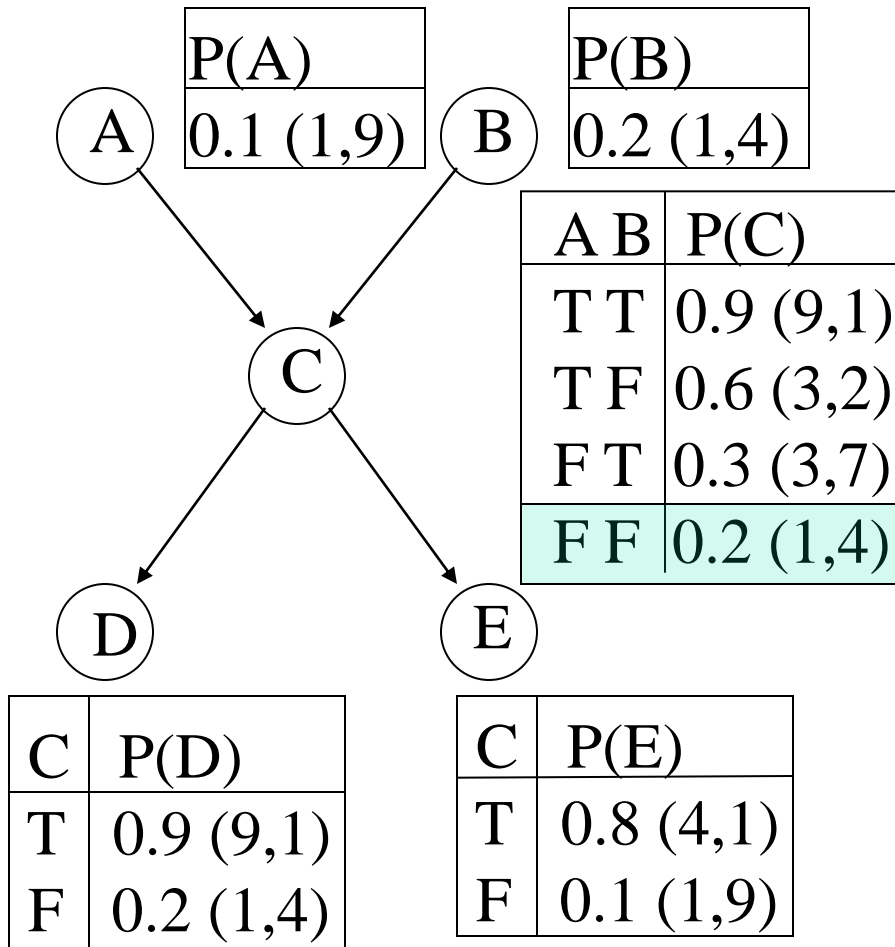 P(A)
0.1 (1,9)
P(B)
0.2 (1,4)
A
B
A B P(C)
T T 0.9 (9,1)
T F 0.6 (3,2)
F T 0.3 (3,7)
F F 0.2 (1,4)
C
D
E
C P(D)
T 0.9 (9,1)
F 0.2 (1,4)
C P(E)
T 0.8 (4,1)
F 0.1 (1,9)